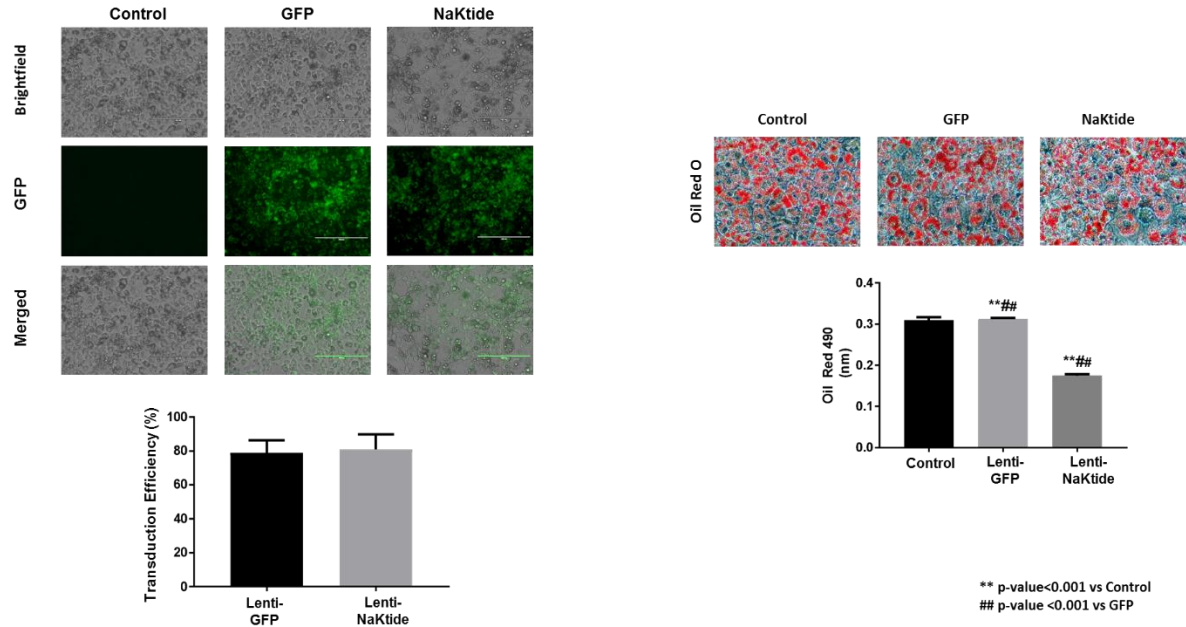 Control GFP NaKtide
Brightfield
GFP
Merged
Transduction Efficiency (%)
100
80
60
40
20
0
Lenti-
GFP
Lenti-
NaKtide
Control GFP NaKtide
Oil Red O
Oil Red 490
(nm)
0.4
0.3
0.2
0.1
0.0
**##
**##
Control
Lenti-
GFP
Lenti-
NaKtide
** p-value<0.001 vs Control
## p-value <0.001 vs GFP